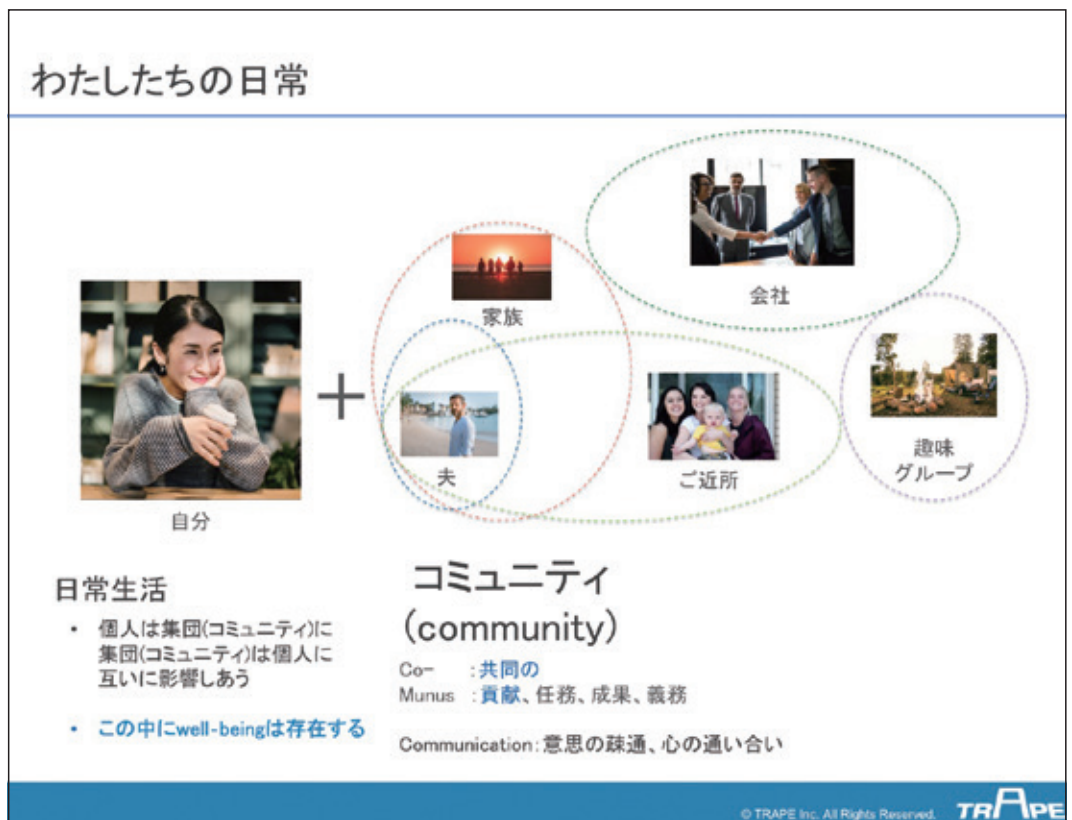 わたしたちの日常
会社
家族
夫
ご近所
趣味
グループ
自分
日常生活
• 個人は集団(コミュニティ)に
集団(コミュニティ)は個人に
互いに影響しあう
• この中にwell-beingは存在する
コミュニティ
(community)
Co- :共同の
Munus :貢献、任務、成果、義務
Communication:意思の疎通、心の通い合い
© TRAPE Inc. All Rights Reserved. TRAPE